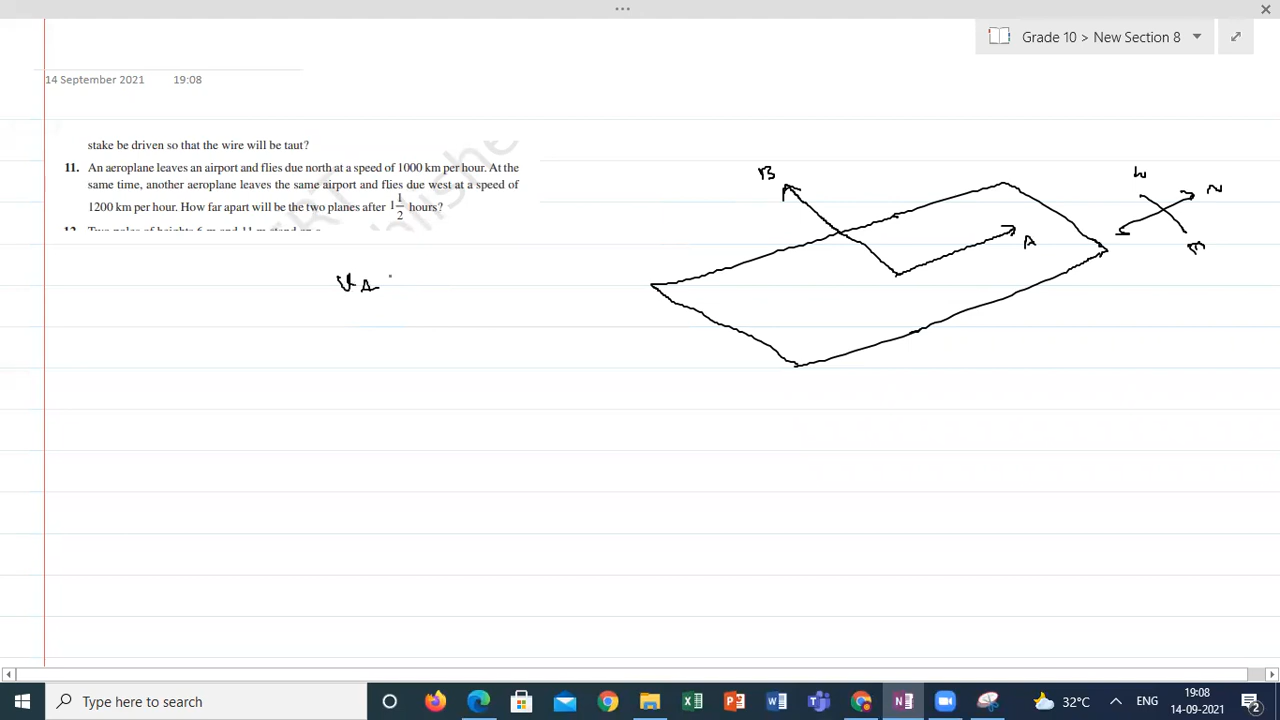 Grade 10 > New Section 8
14 September 2021 19:08
stake be driven so that the wire will be taut?
11. An aeroplane leaves an airport and flies due north at a speed of 1000 km per hour. At the
same time, another aeroplane leaves the same airport and flies due west at a speed of
1200 km per hour. How far apart will be the two planes after 1 1/2 hours?
B
W
N
A
E
VA
Type here to search
32°C
ENG
19:08
14-09-2021
2